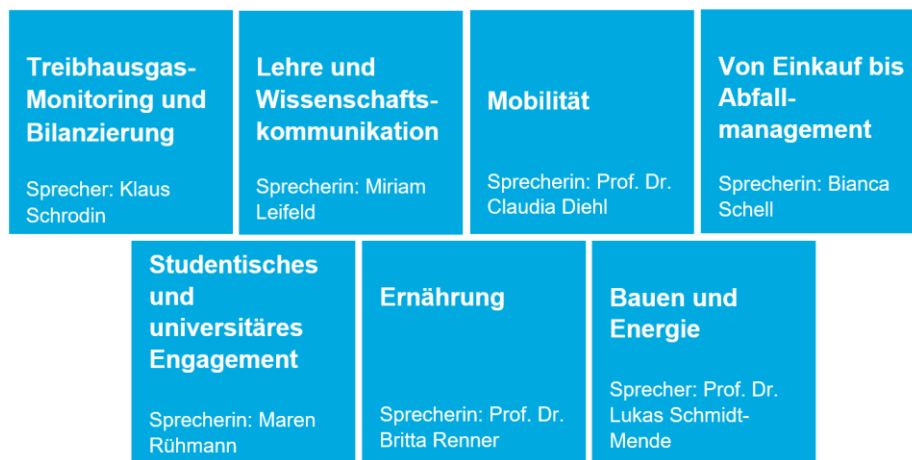 Treibhausgas-
Monitoring und
Bilanzierung
Sprecher: Klaus
Schrodin
Lehre und
Wissenschafts-
kommunikation
Sprecherin: Miriam
Leifeld
Mobilität
Sprecherin: Prof. Dr.
Claudia Diehl
Von Einkauf bis
Abfall-
management
Sprecherin: Bianca
Schell
Studentisches
und
universitäres
Engagement
Sprecherin: Maren
Rühmann
Ernährung
Sprecherin: Prof. Dr.
Britta Renner
Bauen und
Energie
Sprecher: Prof. Dr.
Lukas Schmidt-
Mende